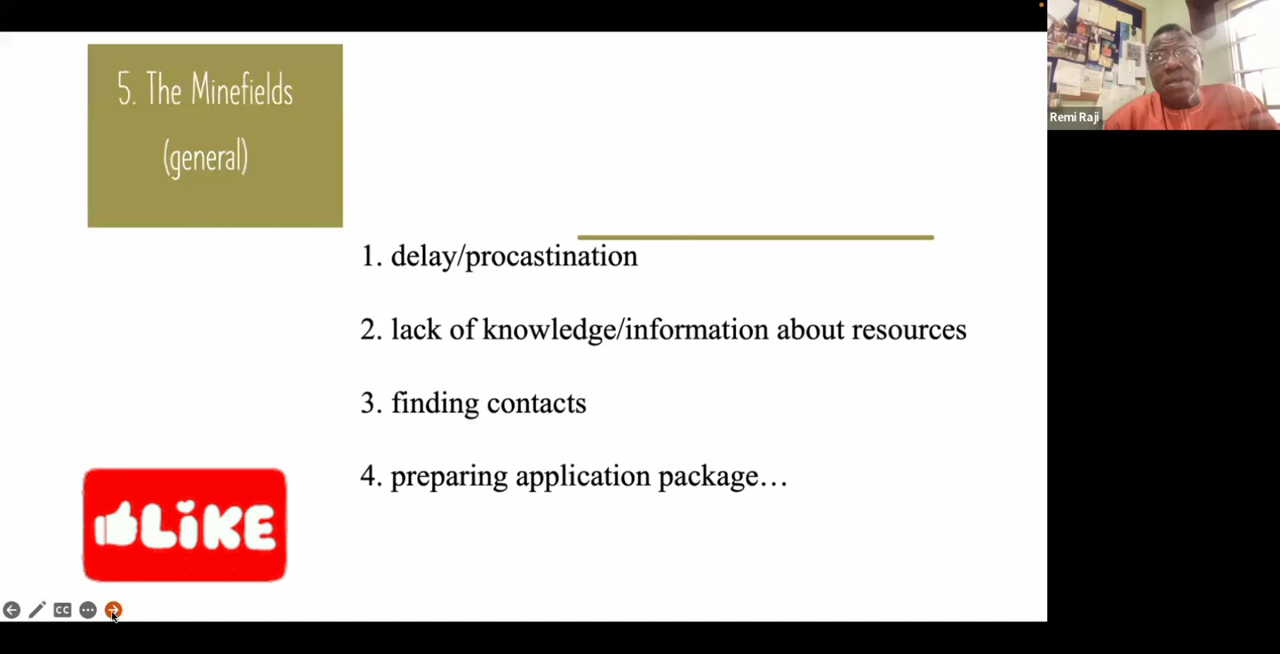 5. The Minefields
(general)
Remi Raji
1. delay/procastination
2. lack of knowledge/information about resources
3. finding contacts
4. preparing application package…
LiKE
CC